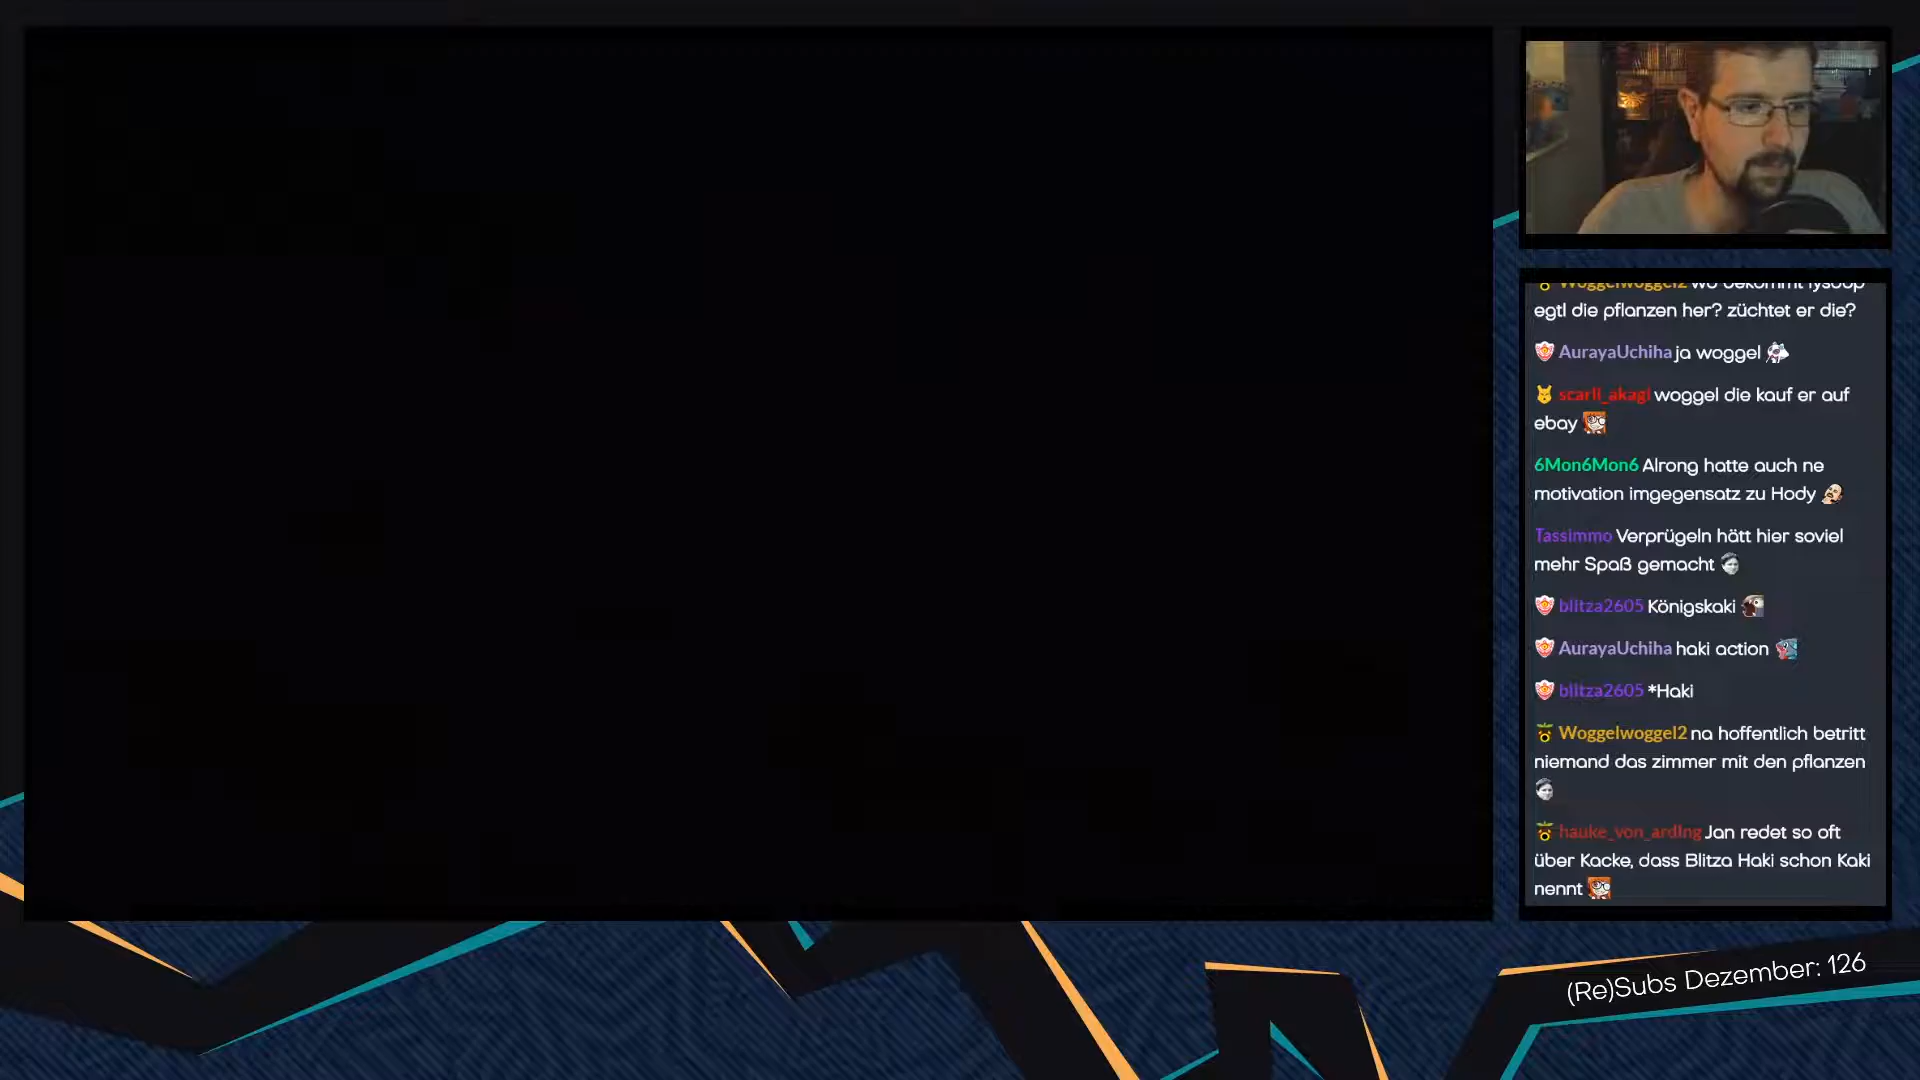 egtl die pflanzen her? züchtet er die?
AurayaUchiha ja woggel
scarll_akagi woggel die kauf er auf
ebay
6Mon6Mon6 Alrong hatte auch ne
motivation imgegensatz zu Hody
Tassimmo Verprügeln hätt hier soviel
mehr Spaß gemacht
blitza2605 Königskaki
AurayaUchiha haki action
blitza2605 *Haki
Woggelwoggel2 na hoffentlich betritt
niemand das zimmer mit den pflanzen
hauke_von_arding Jan redet so oft
über Kacke, dass Blitza Haki schon Kaki
nennt
(Re)Subs Dezember: 126